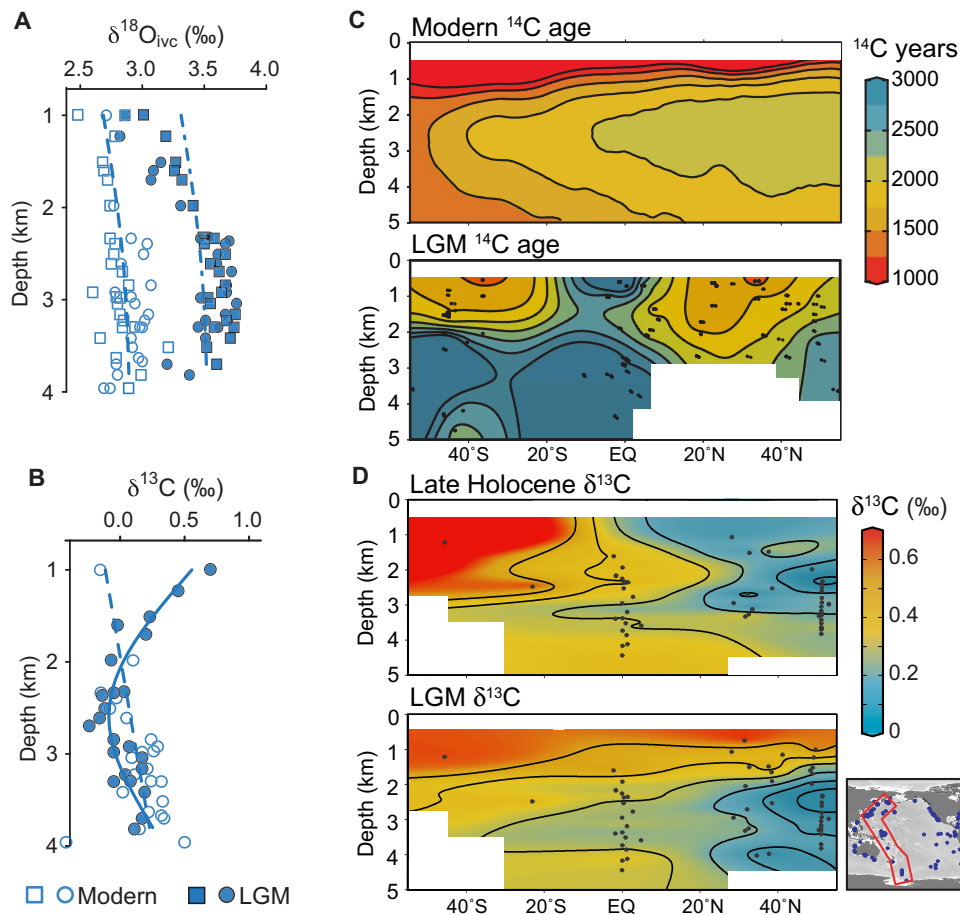 A
δ18Oivc (‰)
2.5 3.0 3.5 4.0
1
2
3
4
Depth (km)
B
δ13C (‰)
0.0 0.5 1.0
1
2
3
4
Depth (km)
Modern LGM
C
Modern 14C age
0
1
2
3
4
5
Depth (km)
LGM 14C age
0
1
2
3
4
5
Depth (km)
40˚S 20˚S EQ 20˚N 40˚N
14C years
3000
2500
2000
1500
1000
D
Late Holocene δ13C
0
1
2
3
4
5
Depth (km)
LGM δ13C
0
1
2
3
4
5
Depth (km)
40˚S 20˚S EQ 20˚N 40˚N
δ13C (‰)
0.6
0.4
0.2
0